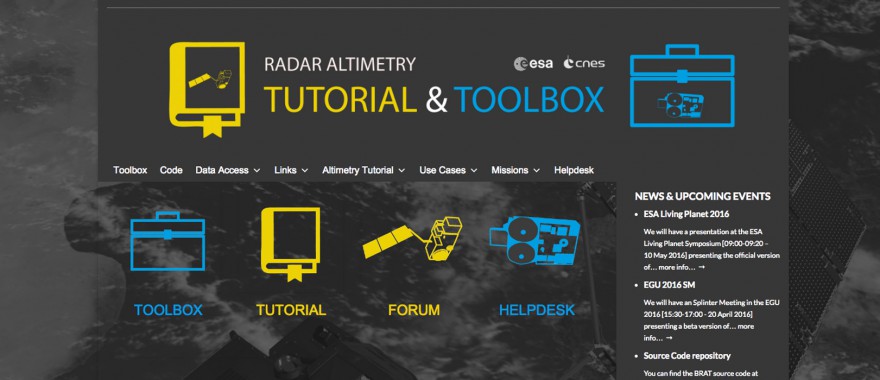 RADAR ALTIMETRY
esa cnes
TUTORIAL & TOOLBOX
Toolbox Code Data Access Links Altimetry Tutorial Use Cases Missions Helpdesk
NEWS & UPCOMING EVENTS
ESA Living Planet 2016
We will have a presentation at the ESA
Living Planet Symposium [09:00-09:20 –
10 May 2016] presenting the official version
of… more info… →
EGU 2016 SM
We will have an Splinter Meeting in the EGU
2016 [15:30-17:00 - 20 April 2016]
presenting a beta version of… more
info… →
Source Code repository
You can find the BRAT source code at
TOOLBOX TUTORIAL FORUM HELPDESK